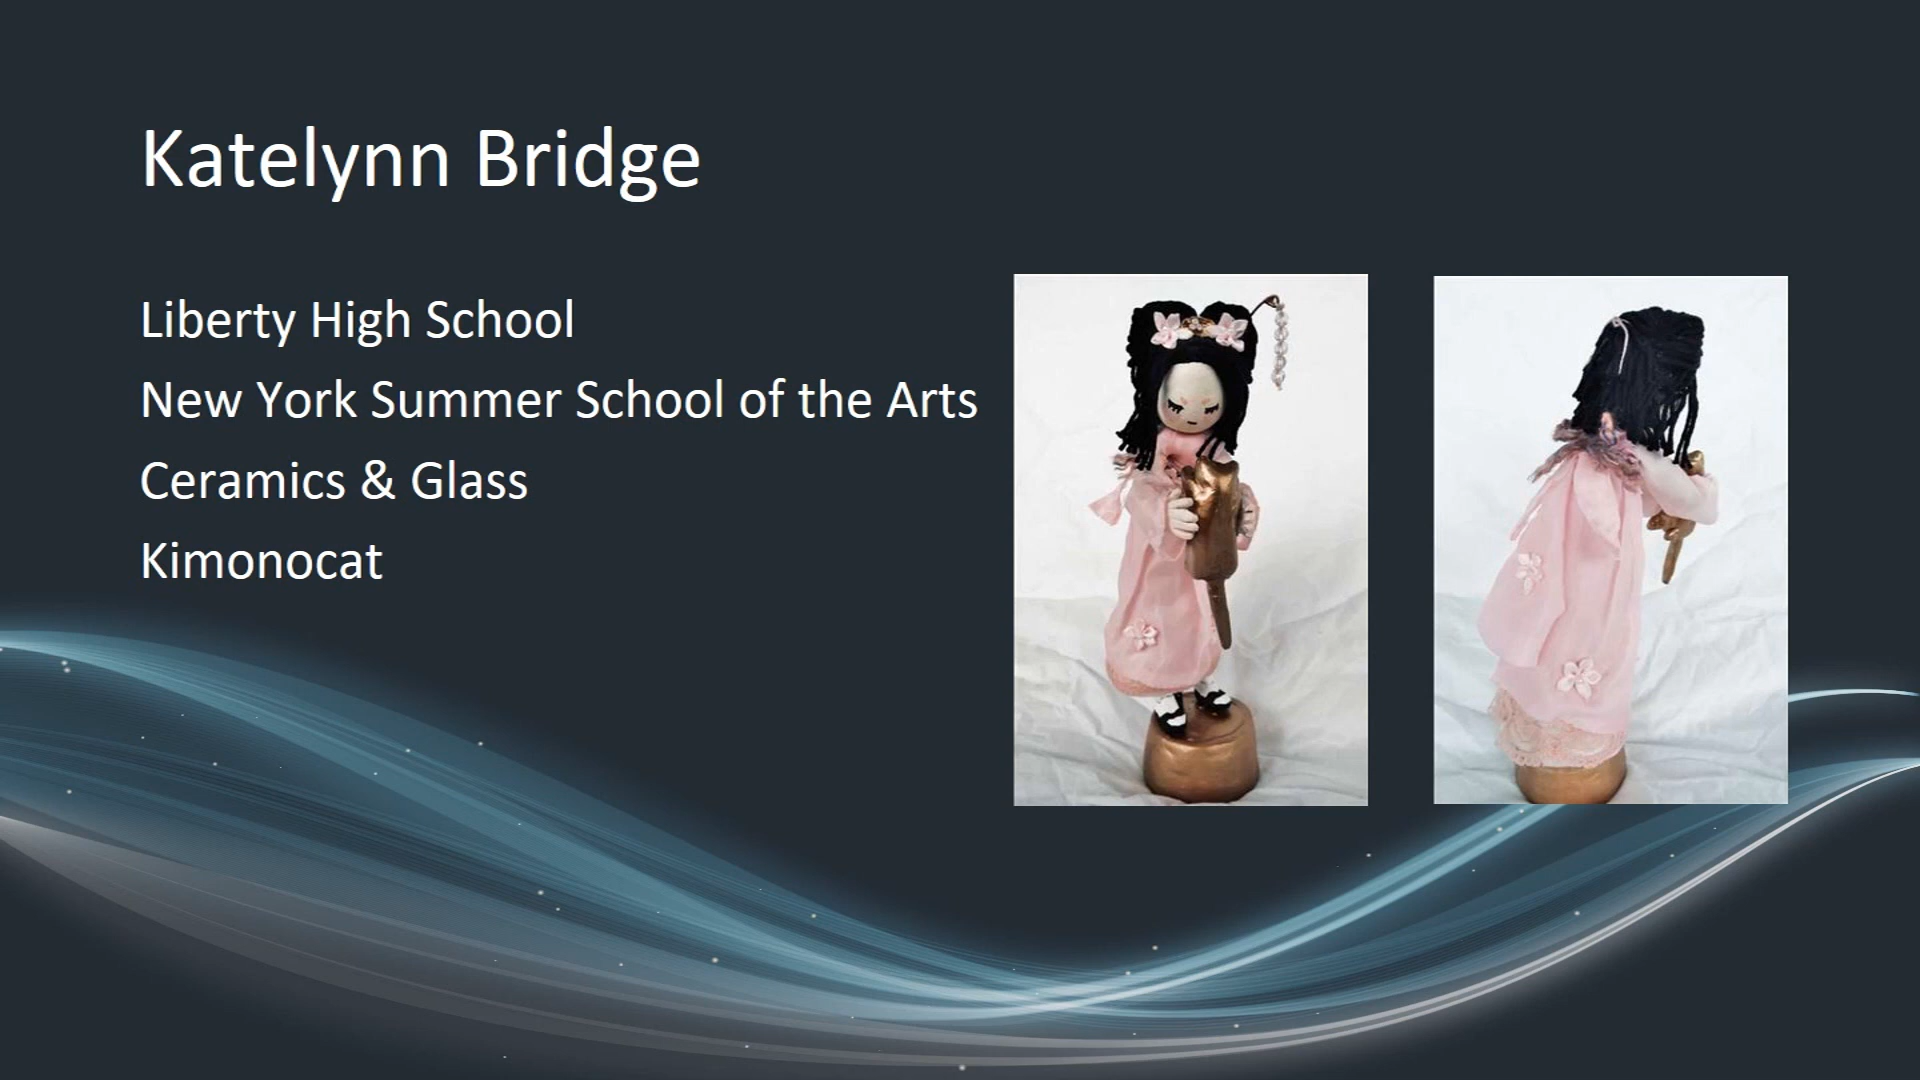 Katelynn Bridge
Liberty High School
New York Summer School of the Arts
Ceramics & Glass
Kimonocat